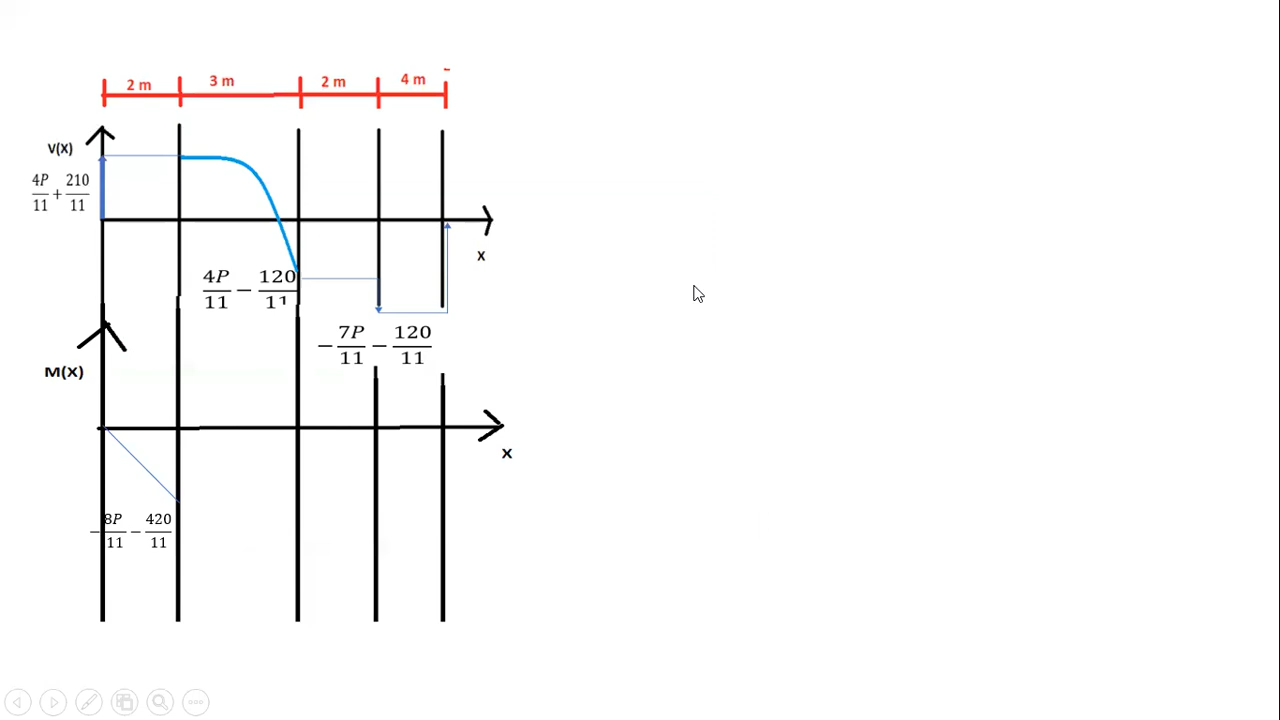 2 m 3 m 2 m 4 m
V(X)
4P/11 + 210/11
X
4P/11 − 120/11
− 7P/11 − 120/11
M(X)
X
− 8P/11 − 420/11